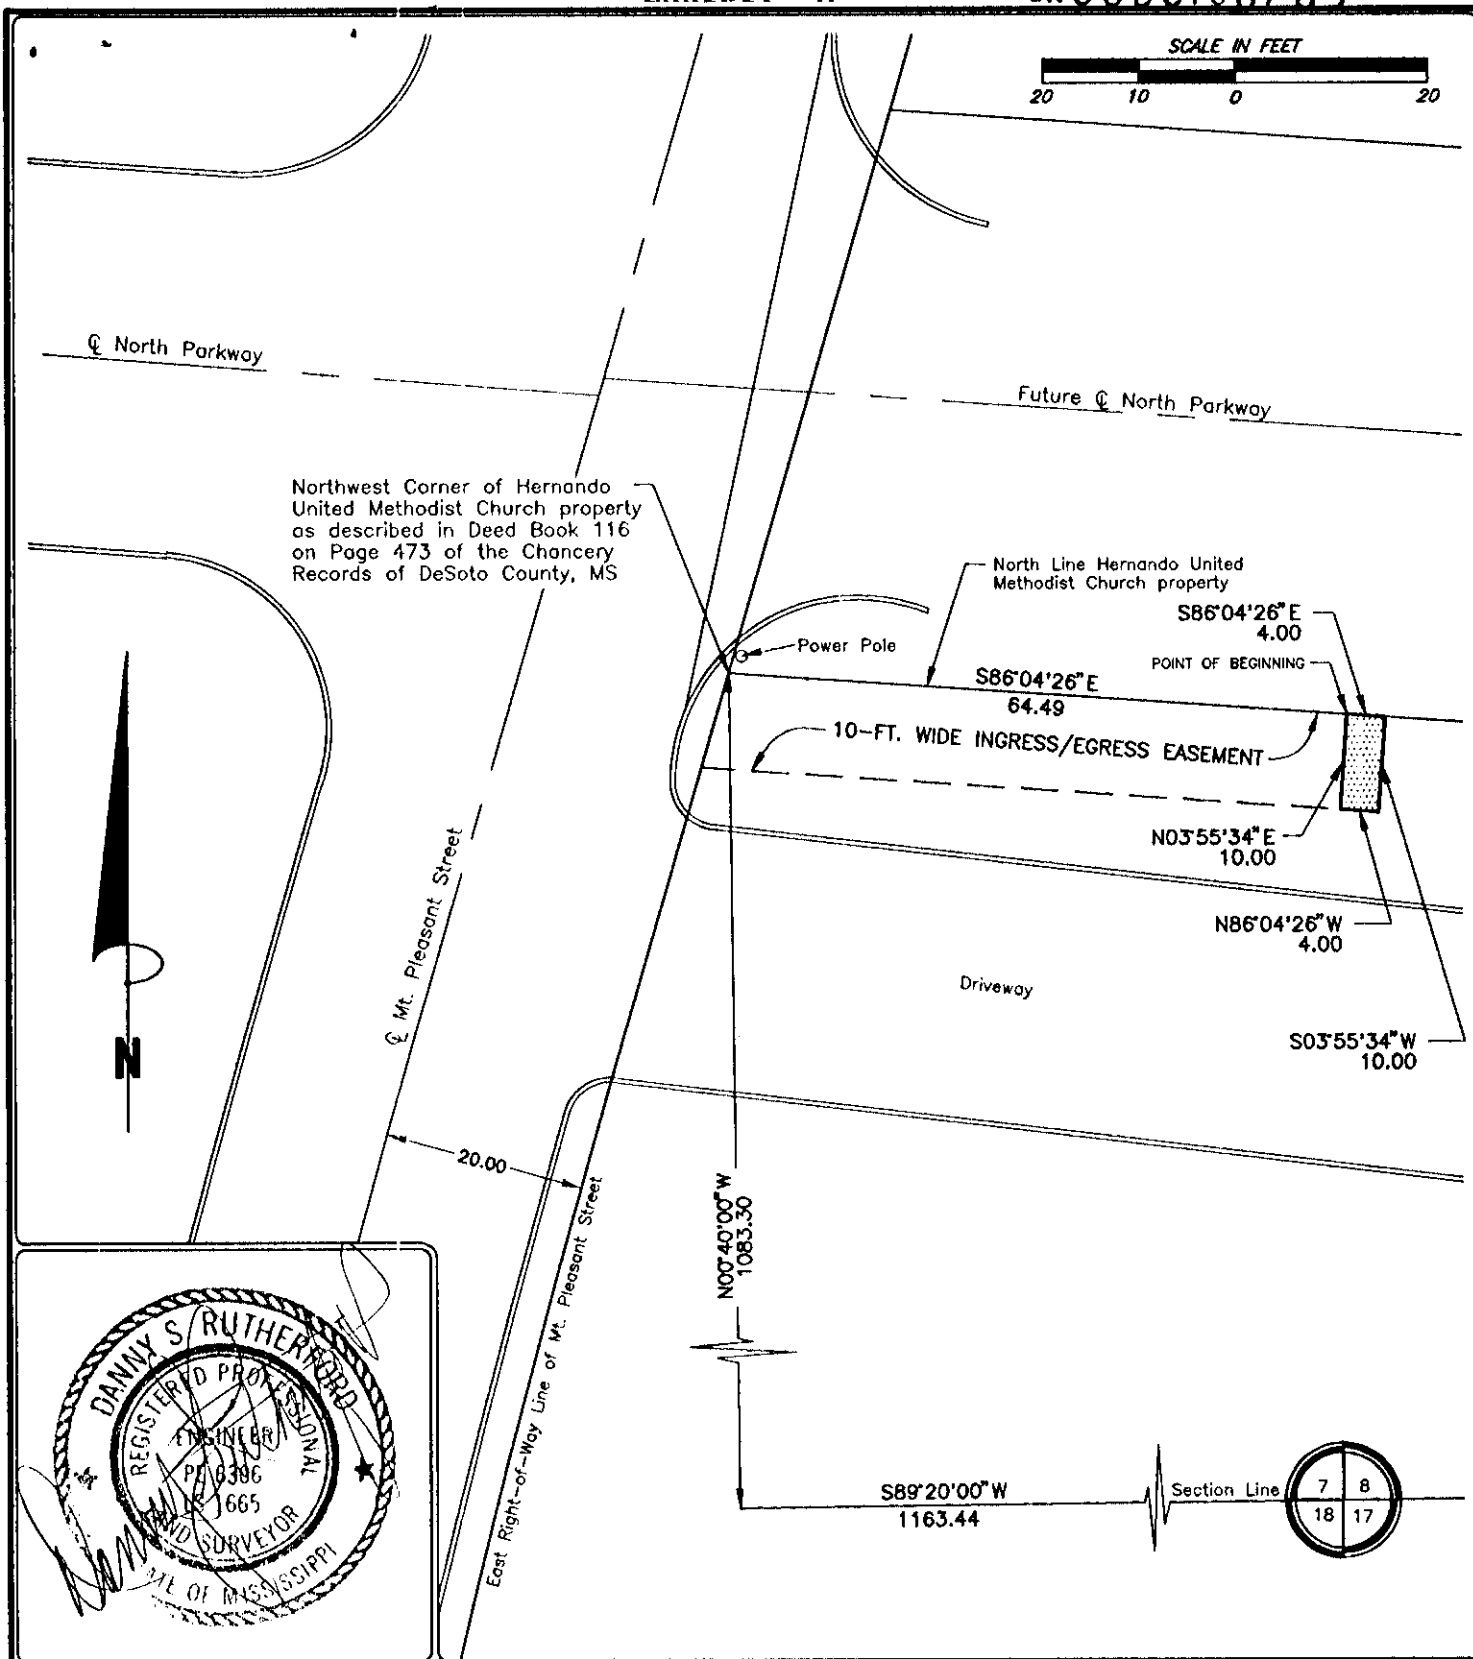 SCALE IN FEET
20 10 0 20
℄ North Parkway
Future ℄ North Parkway
Northwest Corner of Hernando
United Methodist Church property
as described in Deed Book 116
on Page 473 of the Chancery
Records of DeSoto County, MS
North Line Hernando United
Methodist Church property
S86°04'26"E
4.00
Power Pole
POINT OF BEGINNING
S86°04'26"E
64.49
10-FT. WIDE INGRESS/EGRESS EASEMENT
N03°55'34"E
10.00
N86°04'26"W
4.00
℄ Mt. Pleasant Street
Driveway
S03°55'34"W
10.00
N
20.00
N00°40'00"W
1083.30
East Right-of-Way Line of Mt. Pleasant Street
S89°20'00"W
1163.44
Section Line
7 8
18 17
DANNY S RUTHERFORD
REGISTERED PROFESSIONAL
ENGINEER
LS 1665
SURVEYOR
OF MISSISSIPPI